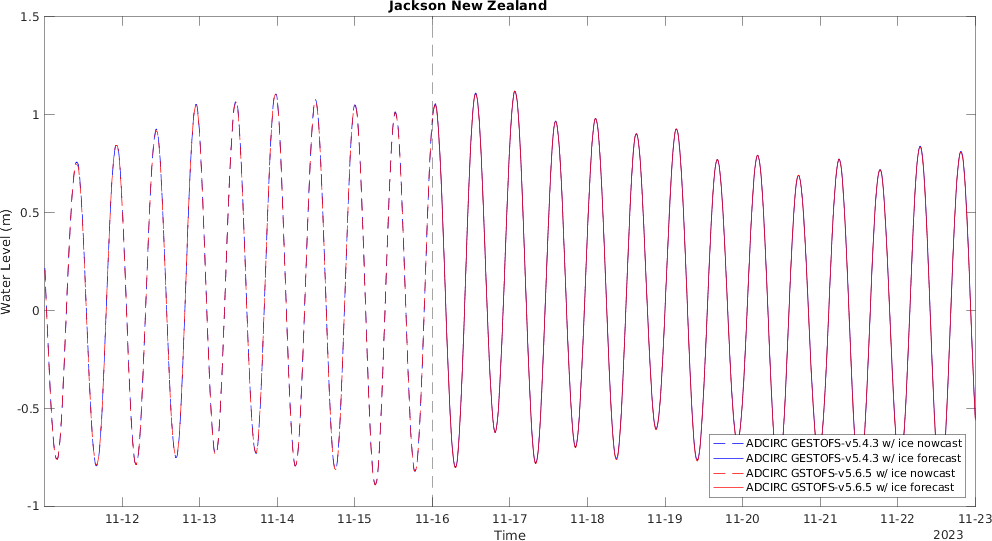 Jackson New Zealand
1.5
1
0.5
0
-0.5
-1
Water Level (m)
ADCIRC GESTOFS-v5.4.3 w/ ice nowcast
ADCIRC GESTOFS-v5.4.3 w/ ice forecast
ADCIRC GSTOFS-v5.6.5 w/ ice nowcast
ADCIRC GSTOFS-v5.6.5 w/ ice forecast
11-12 11-13 11-14 11-15 11-16 11-17 11-18 11-19 11-20 11-21 11-22 11-23
Time
2023